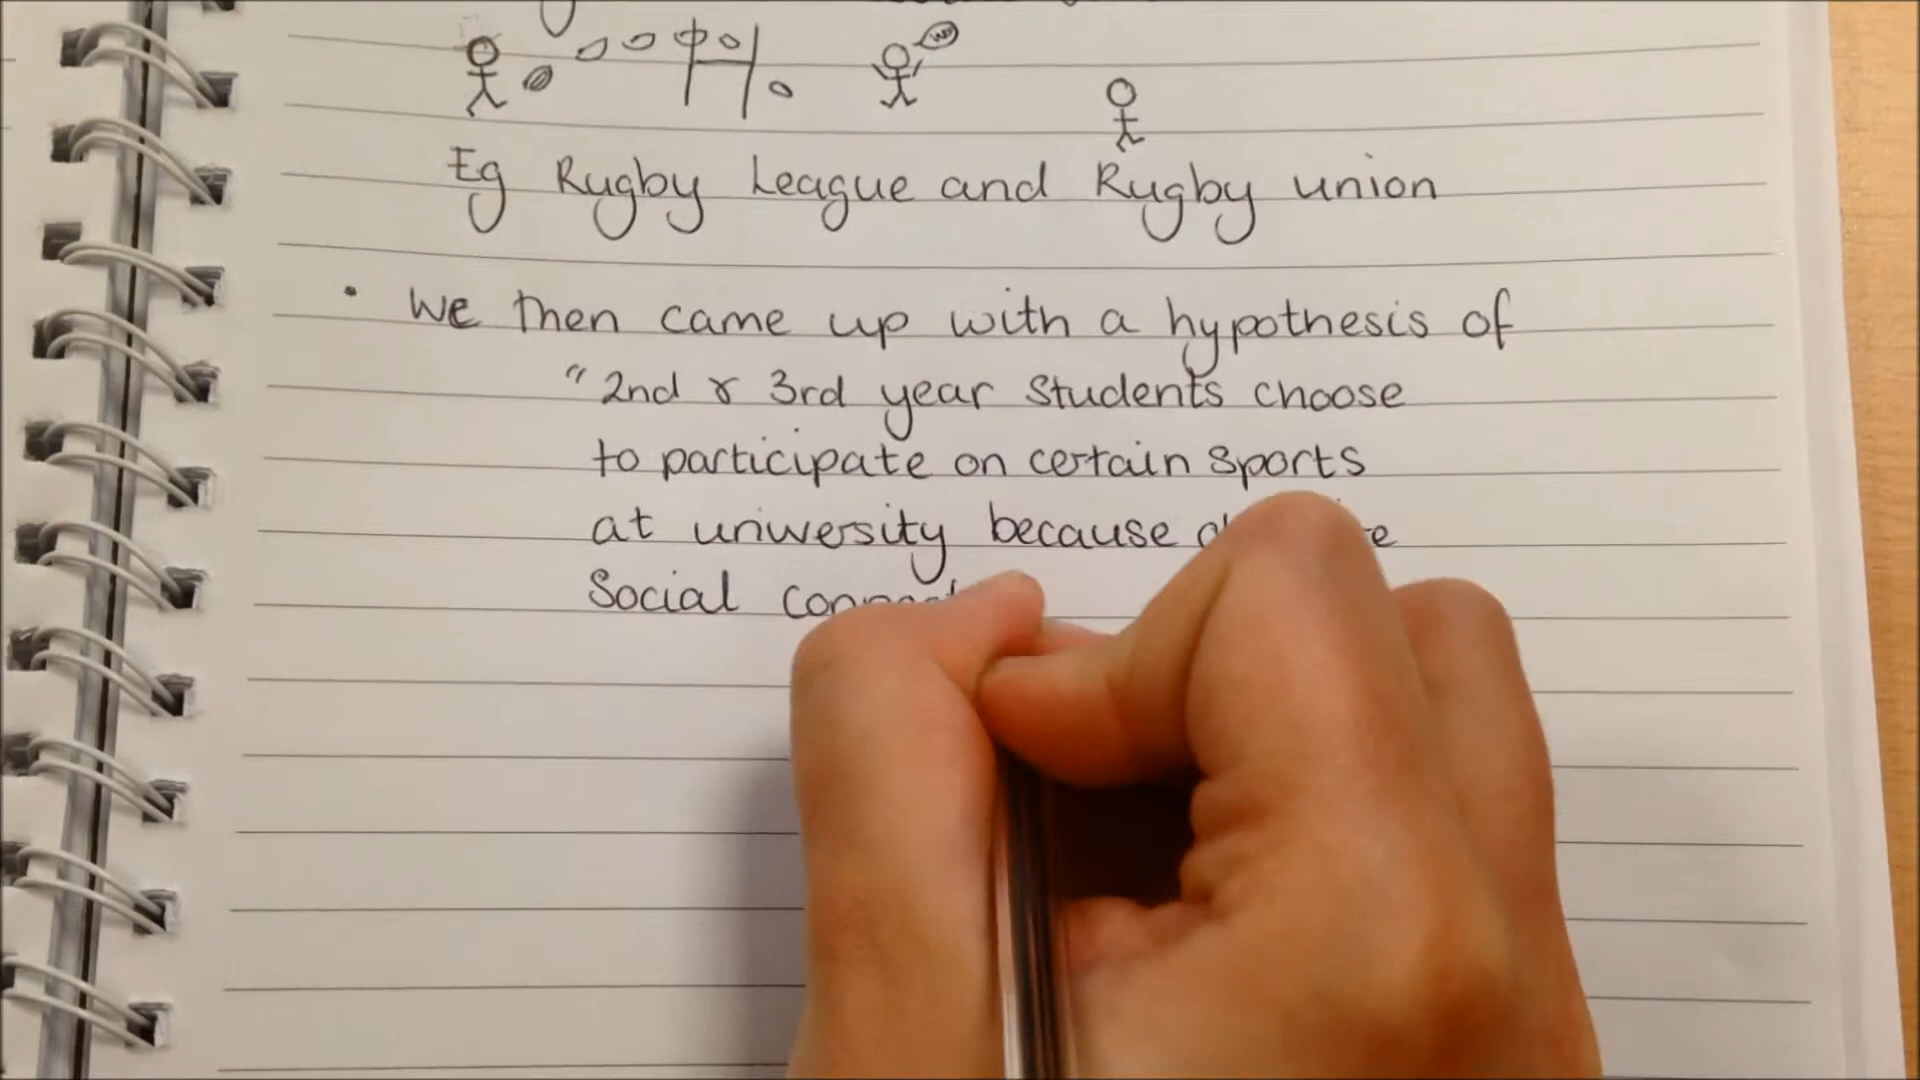 Eg Rugby League and Rugby union
• We then came up with a hypothesis of
"2nd & 3rd year students choose
to participate on certain sports
at university because
Social